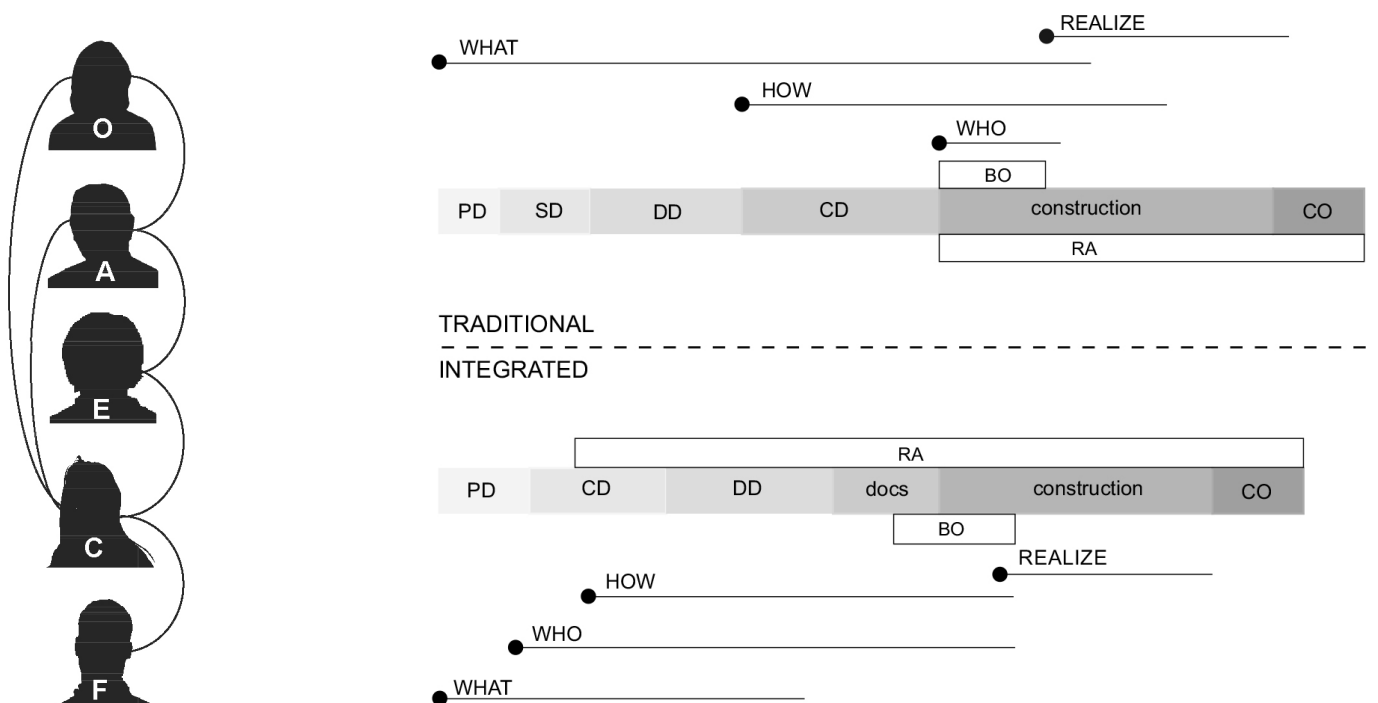 O
A
E
C
F
REALIZE
WHAT
HOW
WHO
BO
PD SD DD CD construction CO
RA
TRADITIONAL
INTEGRATED
RA
PD CD DD docs construction CO
BO
REALIZE
HOW
WHO
WHAT